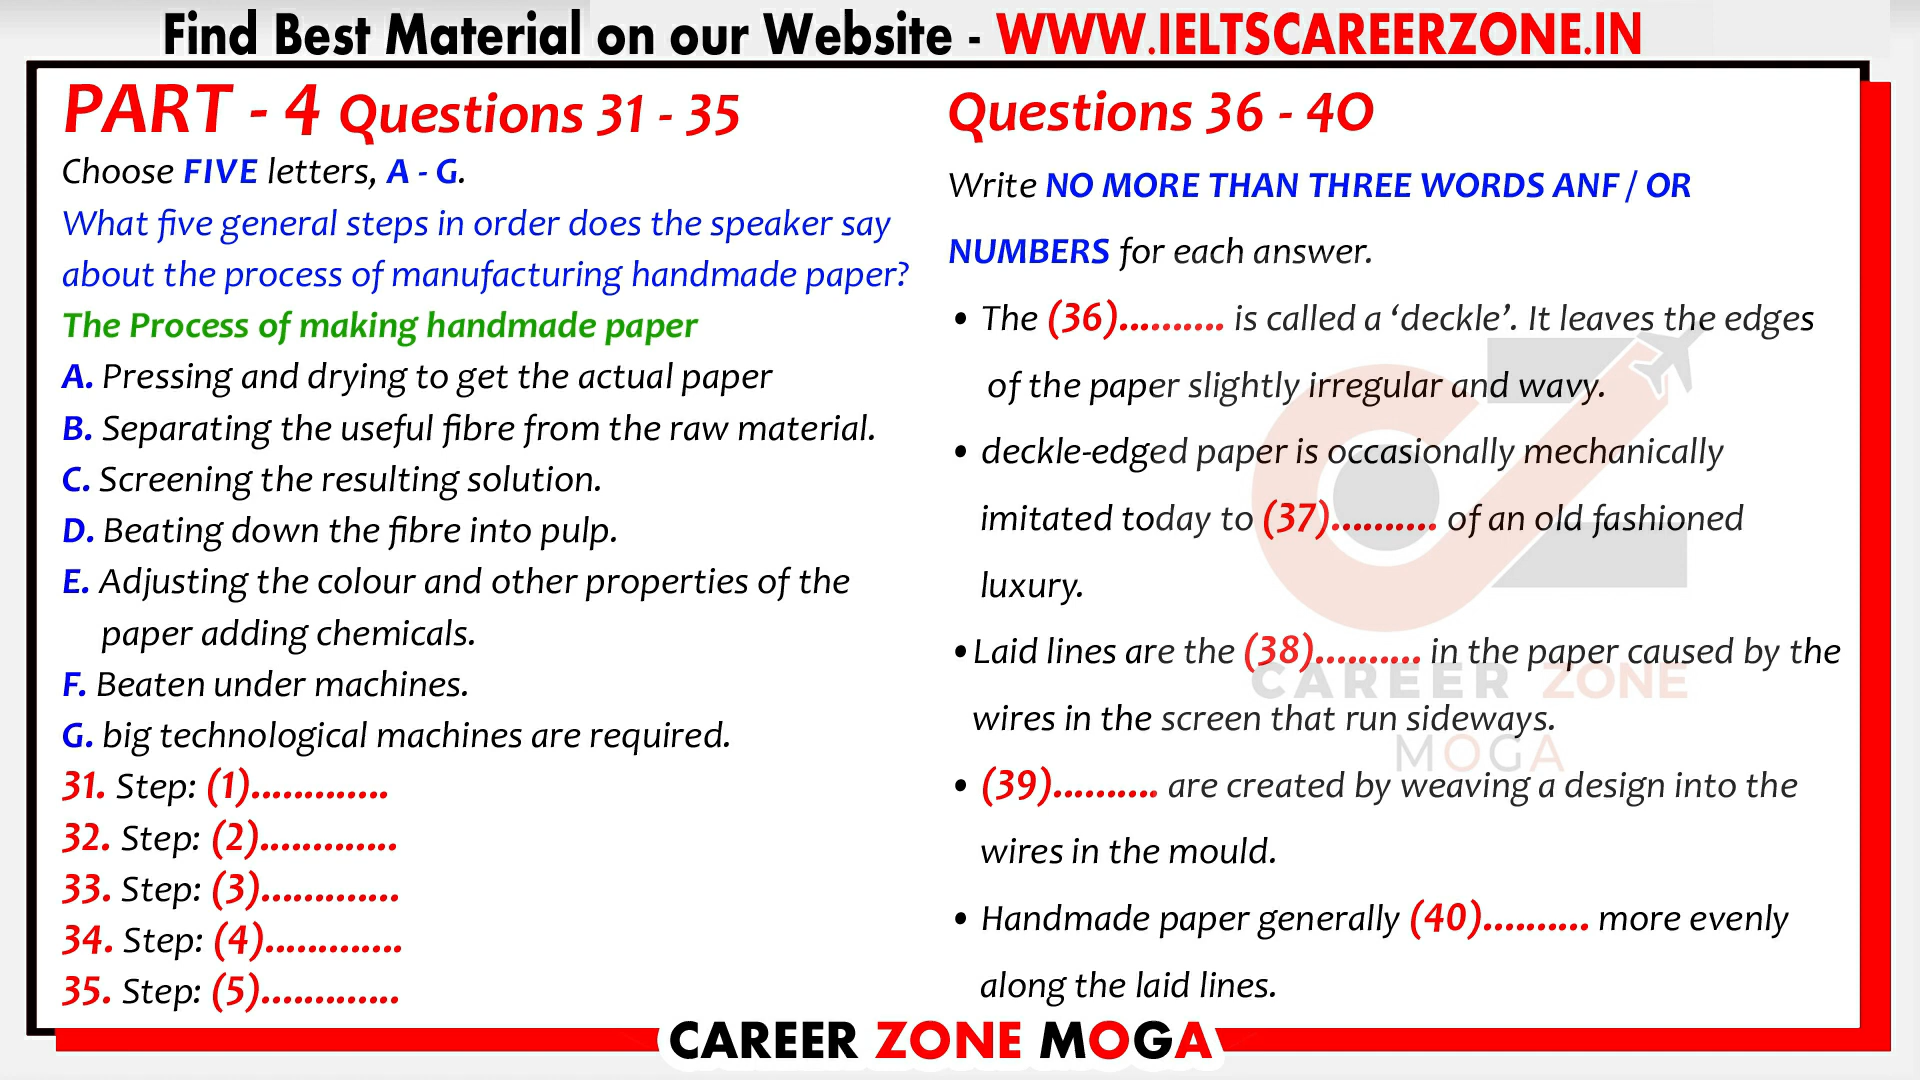 Find Best Material on our Website - WWW.IELTSCAREERZONE.IN
PART - 4 Questions 31 - 35
Choose FIVE letters, A - G.
What five general steps in order does the speaker say
about the process of manufacturing handmade paper?
The Process of making handmade paper
A. Pressing and drying to get the actual paper
B. Separating the useful fibre from the raw material.
C. Screening the resulting solution.
D. Beating down the fibre into pulp.
E. Adjusting the colour and other properties of the
paper adding chemicals.
F. Beaten under machines.
G. big technological machines are required.
31. Step: (1).............
32. Step: (2).............
33. Step: (3).............
34. Step: (4).............
35. Step: (5).............
Questions 36 - 40
Write NO MORE THAN THREE WORDS ANF / OR
NUMBERS for each answer.
• The (36).......... is called a ‘deckle’. It leaves the edges
of the paper slightly irregular and wavy.
• deckle-edged paper is occasionally mechanically
imitated today to (37).......... of an old fashioned
luxury.
•Laid lines are the (38).......... in the paper caused by the
wires in the screen that run sideways.
• (39).......... are created by weaving a design into the
wires in the mould.
• Handmade paper generally (40).......... more evenly
along the laid lines.
CAREER ZONE
MOGA
CAREER ZONE MOGA